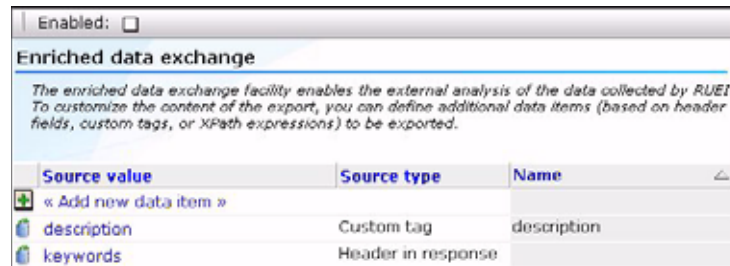 Enabled:
Enriched data exchange
The enriched data exchange facility enables the external analysis of the data collected by RUEI
To customize the content of the export, you can define additional data items (based on header
fields, custom tags, or XPath expressions) to be exported.
Source value Source type Name
« Add new data item »
description Custom tag description
keywords Header in response